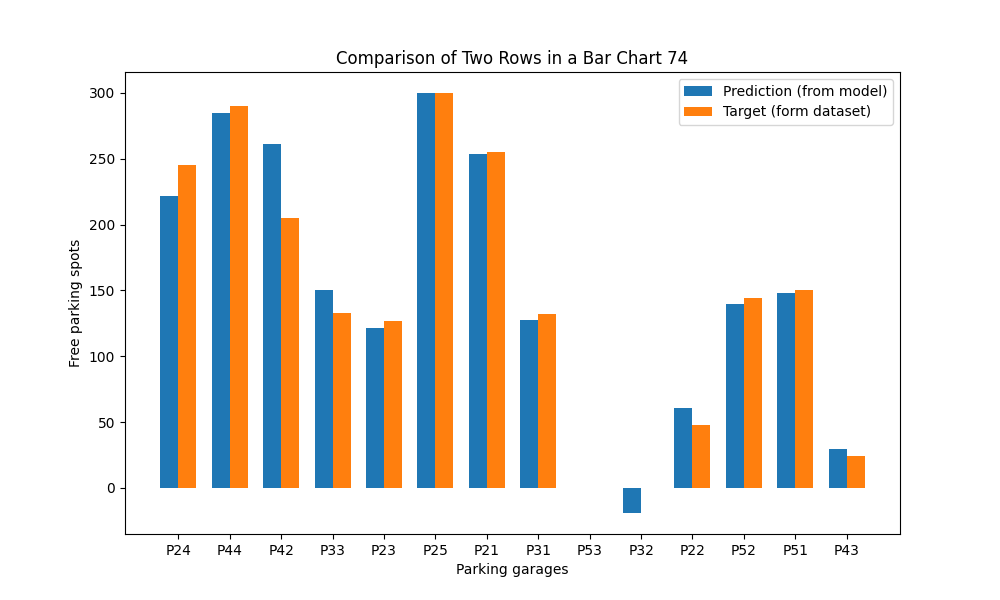 Comparison of Two Rows in a Bar Chart 74
Prediction (from model)
Target (form dataset)
Free parking spots
300
250
200
150
100
50
0
P24 P44 P42 P33 P23 P25 P21 P31 P53 P32 P22 P52 P51 P43
Parking garages